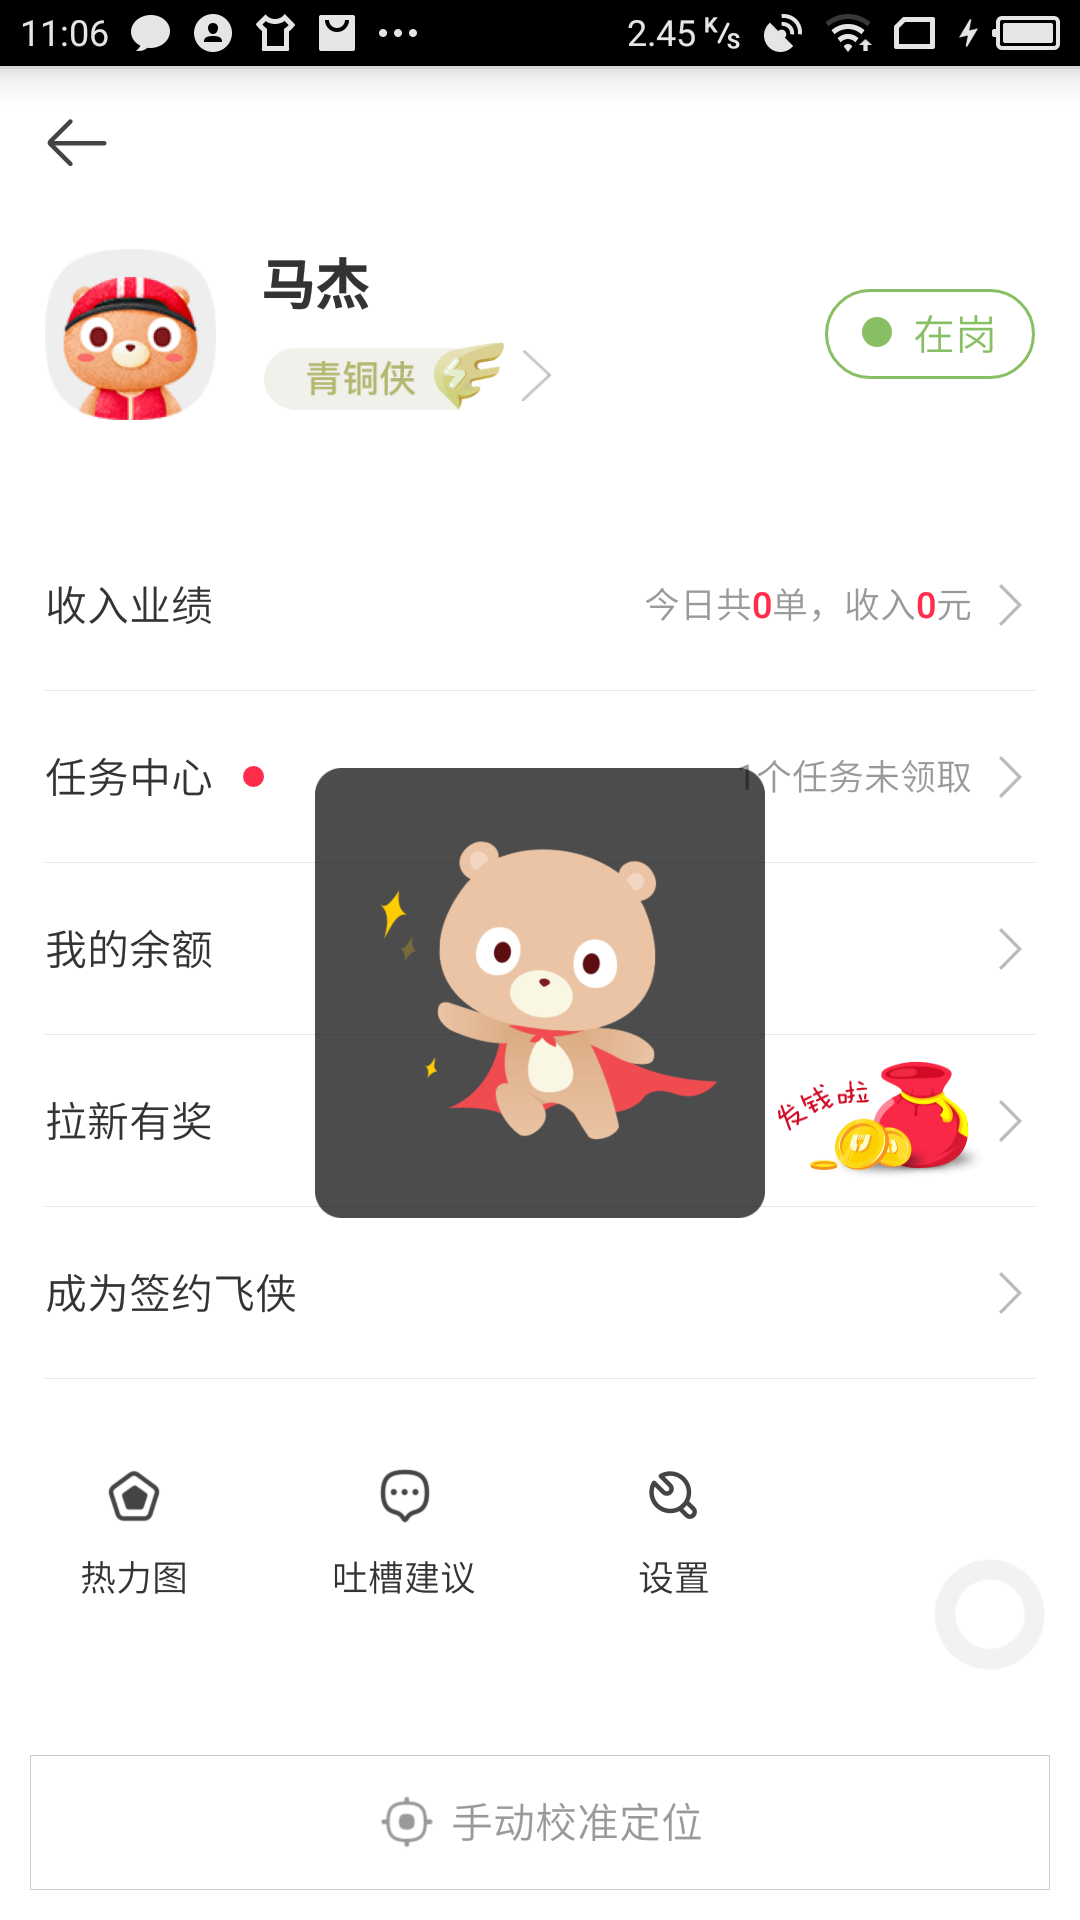 11:06 2.45 K/s
马杰
青铜侠
在岗
收入业绩 今日共0单，收入0元
任务中心 1个任务未领取
我的余额
拉新有奖 发钱啦
成为签约飞侠
热力图 吐槽建议 设置
手动校准定位